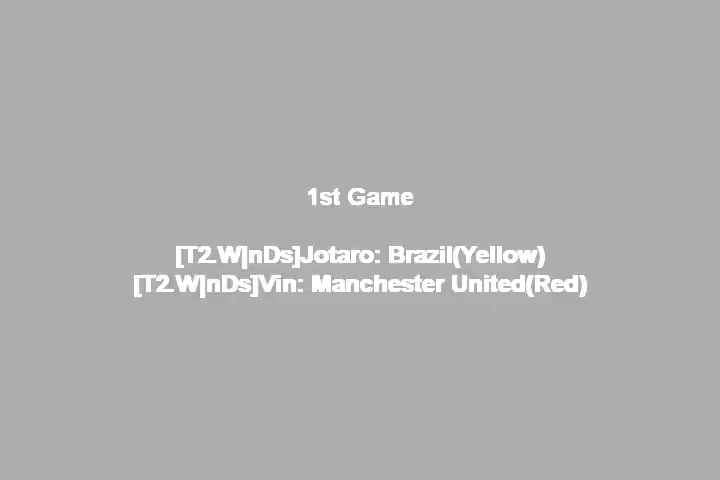 1st Game
[T2.W|nDs]Jotaro: Brazil(Yellow)
[T2.W|nDs]Vin: Manchester United(Red)